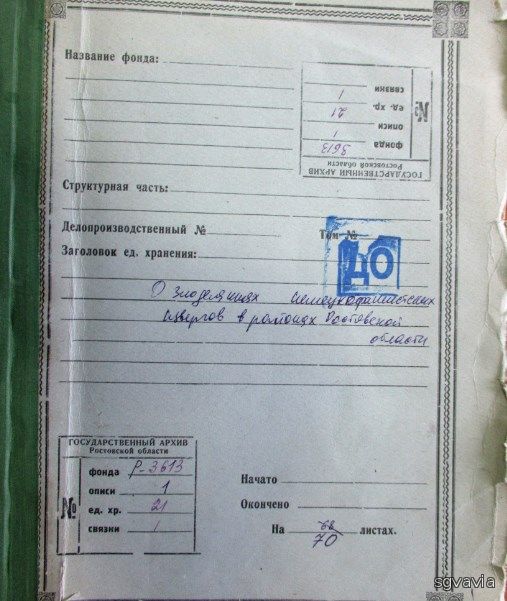 Название фонда:
ГОСУДАРСТВЕННЫЙ АРХИВ
Ростовской области
№
фонда 3613
описи 1
ед. хр. 21
связки 1
Структурная часть:
Делопроизводственный № Том №
Заголовок ед. хранения:
ДО
О злодеяниях немецко-фашистских
извергов в районах Ростовской
области
ГОСУДАРСТВЕННЫЙ АРХИВ
Ростовской области
№
фонда Р-3613
описи 1
ед. хр. 21
связки 1
Начато
Окончено
На 68 листах.
70
sgvavia